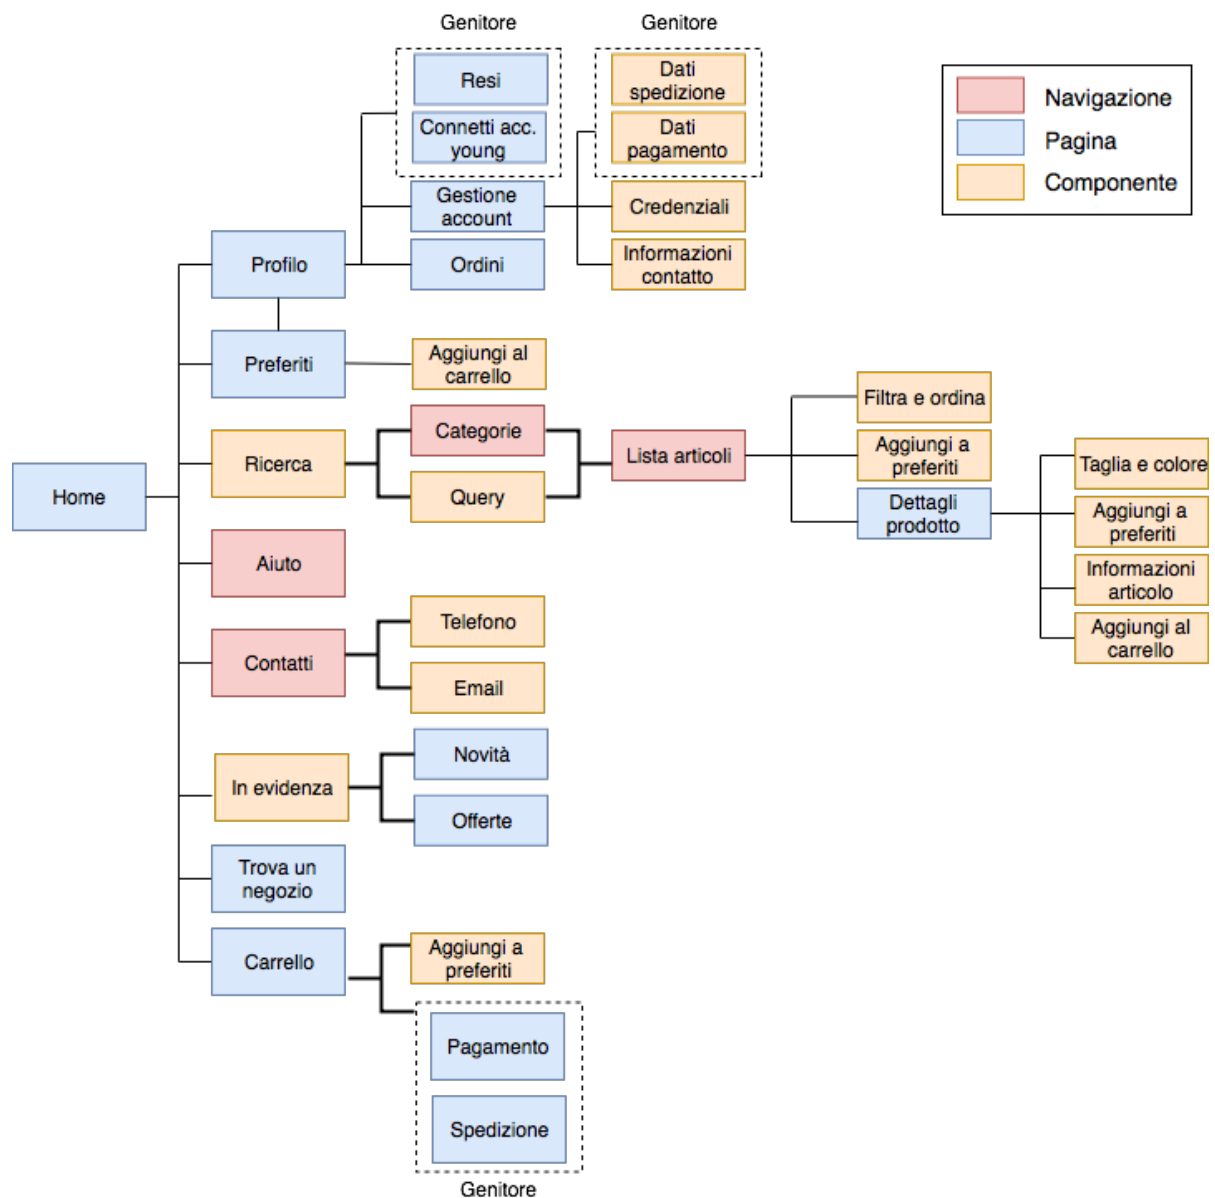 Genitore
Genitore
Resi
Connetti acc.
young
Gestione
account
Ordini
Dati
spedizione
Dati
pagamento
Credenziali
Informazioni
contatto
Navigazione
Pagina
Componente
Home
Profilo
Preferiti
Aggiungi al
carrello
Ricerca
Categorie
Query
Lista articoli
Filtra e ordina
Aggiungi a
preferiti
Dettagli
prodotto
Taglia e colore
Aggiungi a
preferiti
Informazioni
articolo
Aggiungi al
carrello
Aiuto
Contatti
Telefono
Email
In evidenza
Novità
Offerte
Trova un
negozio
Carrello
Aggiungi a
preferiti
Pagamento
Spedizione
Genitore